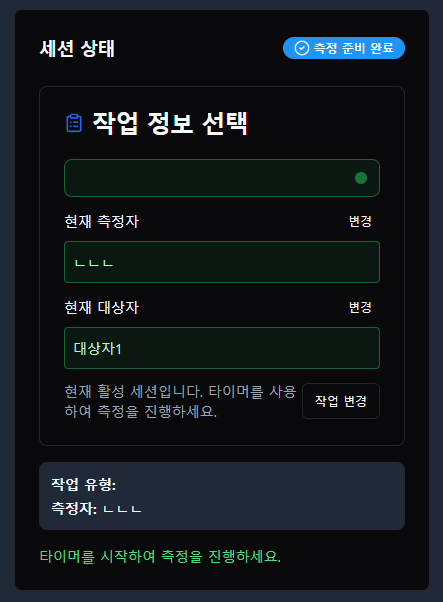 세션 상태
측정 준비 완료
작업 정보 선택
현재 측정자
변경
ㄴㄴㄴ
현재 대상자
변경
대상자1
현재 활성 세션입니다. 타이머를 사용
하여 측정을 진행하세요.
작업 변경
작업 유형:
측정자: ㄴㄴㄴ
타이머를 시작하여 측정을 진행하세요.